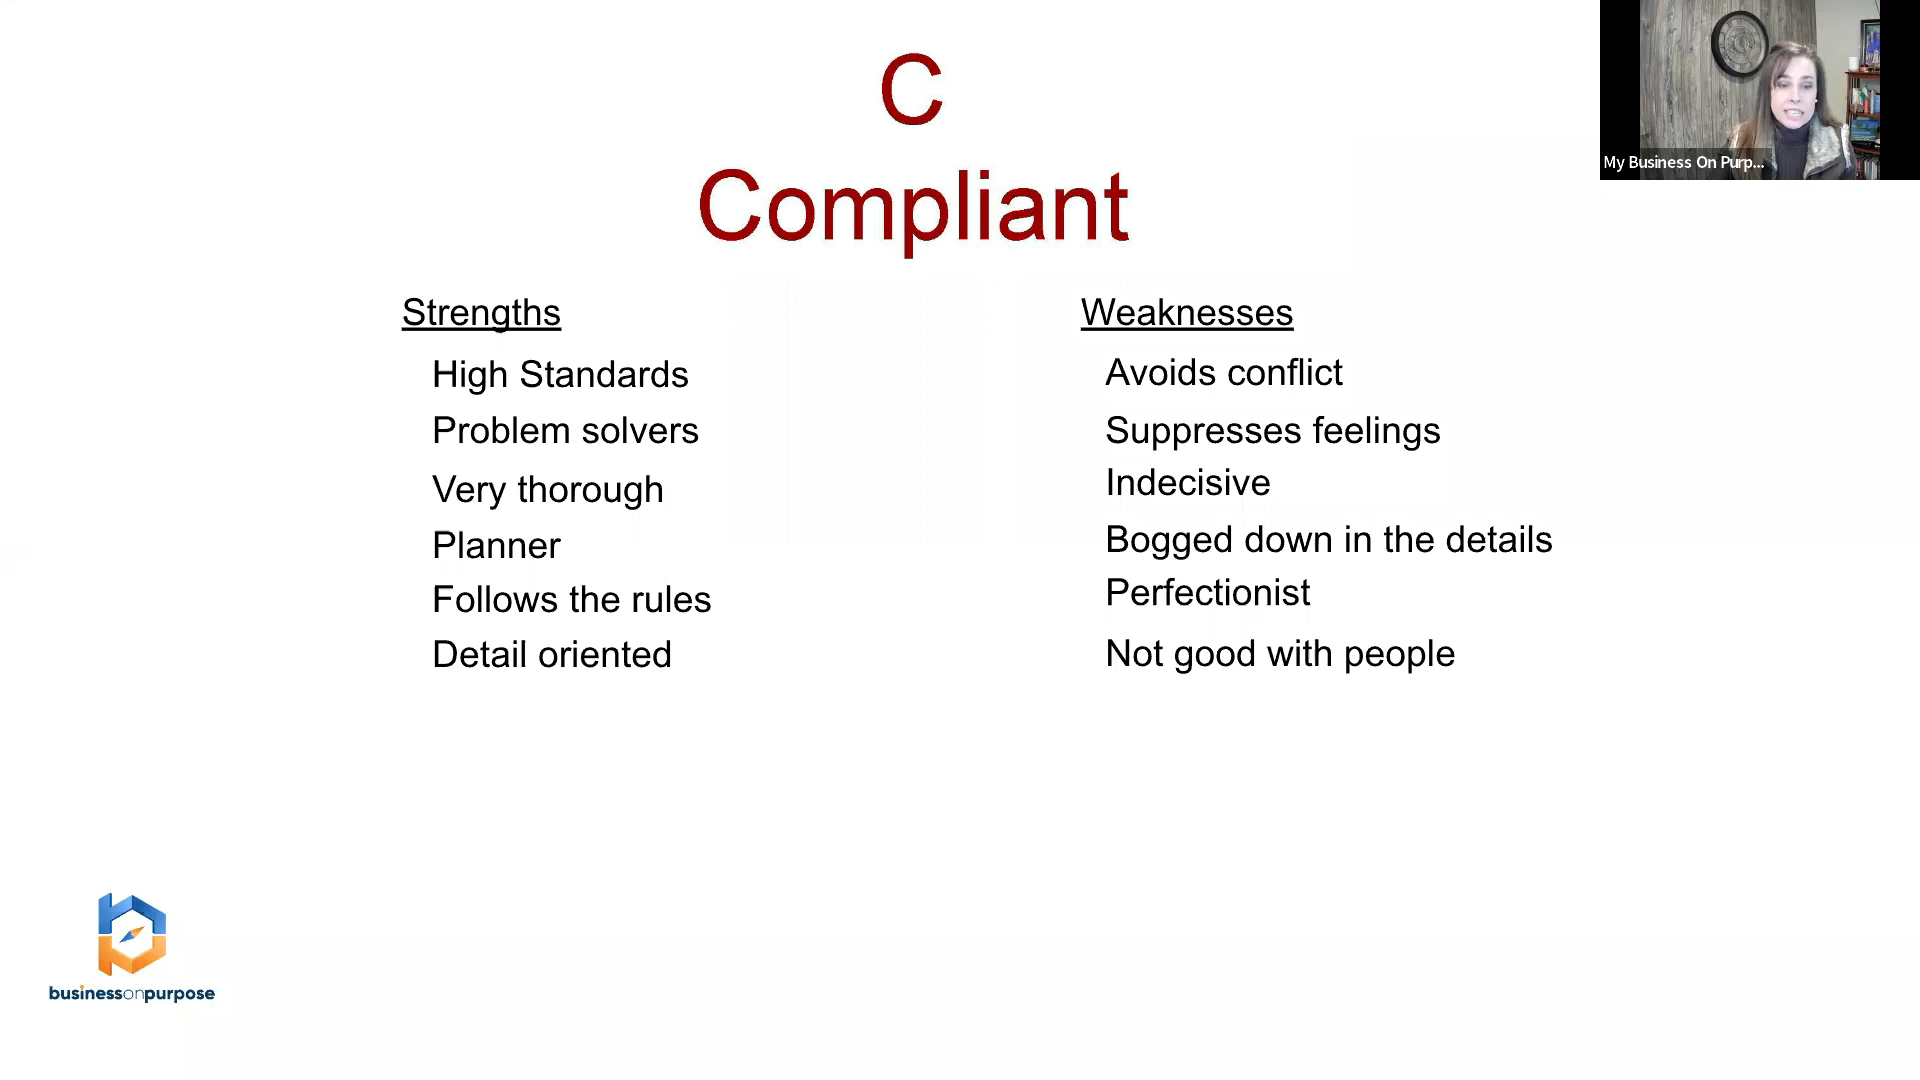 C
Compliant
Strengths
High Standards
Problem solvers
Very thorough
Planner
Follows the rules
Detail oriented
Weaknesses
Avoids conflict
Suppresses feelings
Indecisive
Bogged down in the details
Perfectionist
Not good with people
My Business On Purp...
businessonpurpose